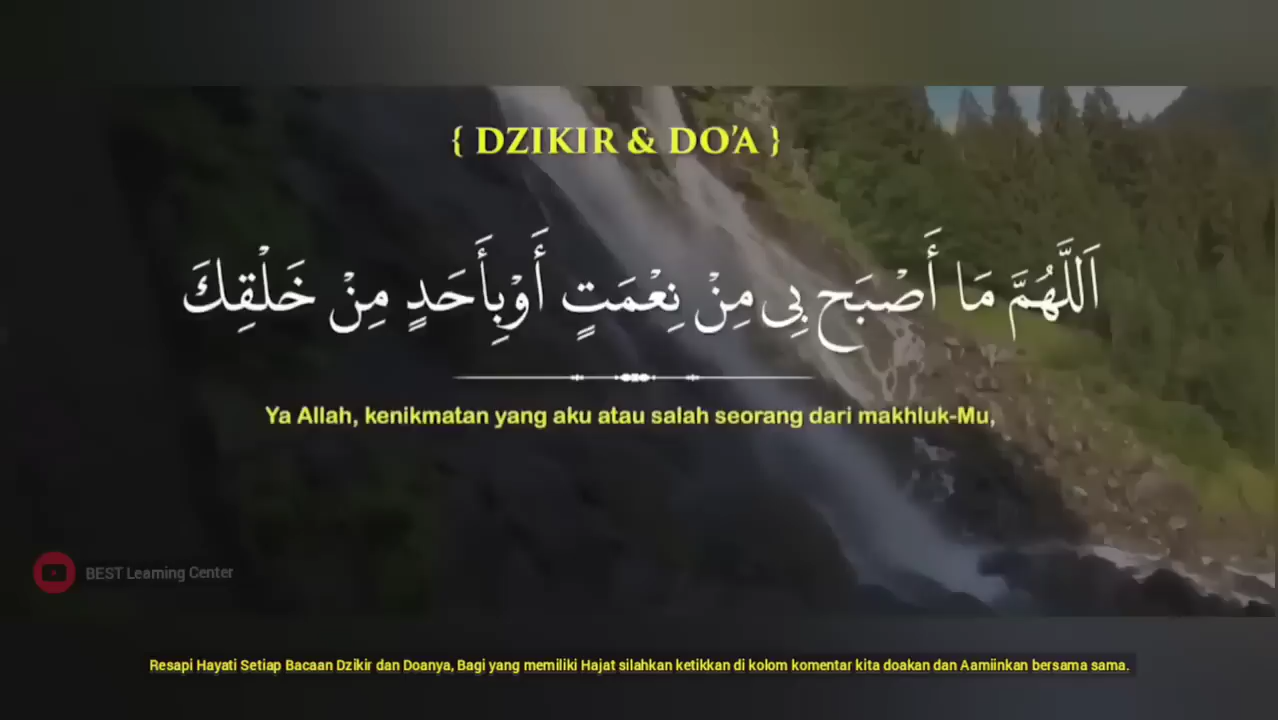 { DZIKIR & DO'A }
اَللَّهُمَّ مَا أَصْبَح بِى مِنْ نِعْمَتٍ أَوْبِأَحَدٍ مِنْ خَلْقِكَ
Ya Allah, kenikmatan yang aku atau salah seorang dari makhluk-Mu,
BEST Learning Center
Resapi Hayati Setiap Bacaan Dzikir dan Doanya, Bagi yang memiliki Hajat silahkan ketikkan di kolom komentar kita doakan dan Aamiinkan bersama sama.